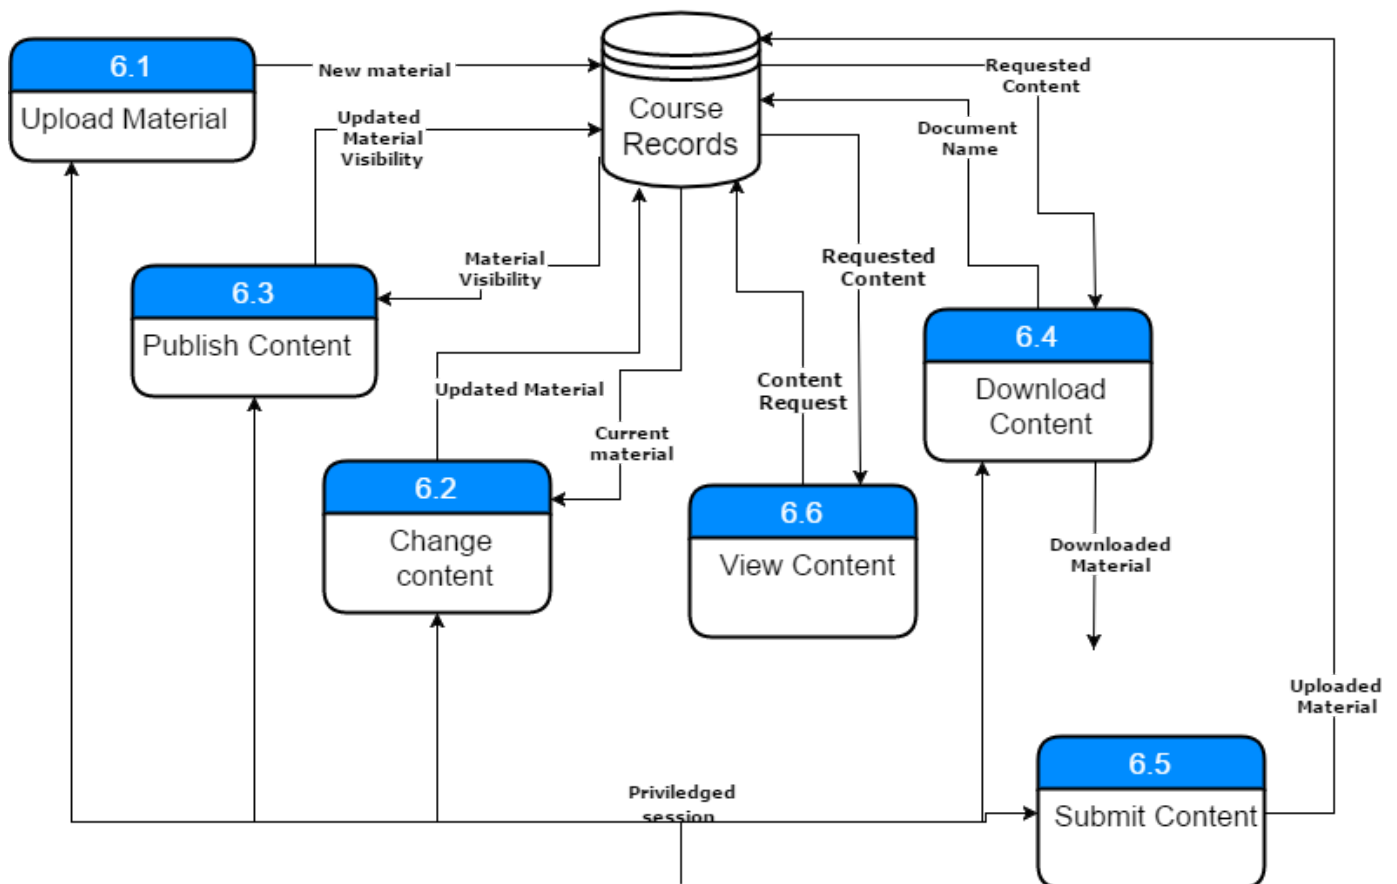 6.1
Upload Material
New material
Course
Records
Requested
Content
Updated
Material
Visibility
Document
Name
Material
Visibility
6.3
Publish Content
Requested
Content
6.4
Download
Content
Updated Material
Content
Request
Current
material
6.2
Change
content
6.6
View Content
Downloaded
Material
Uploaded
Material
6.5
Submit Content
Priviledged
session